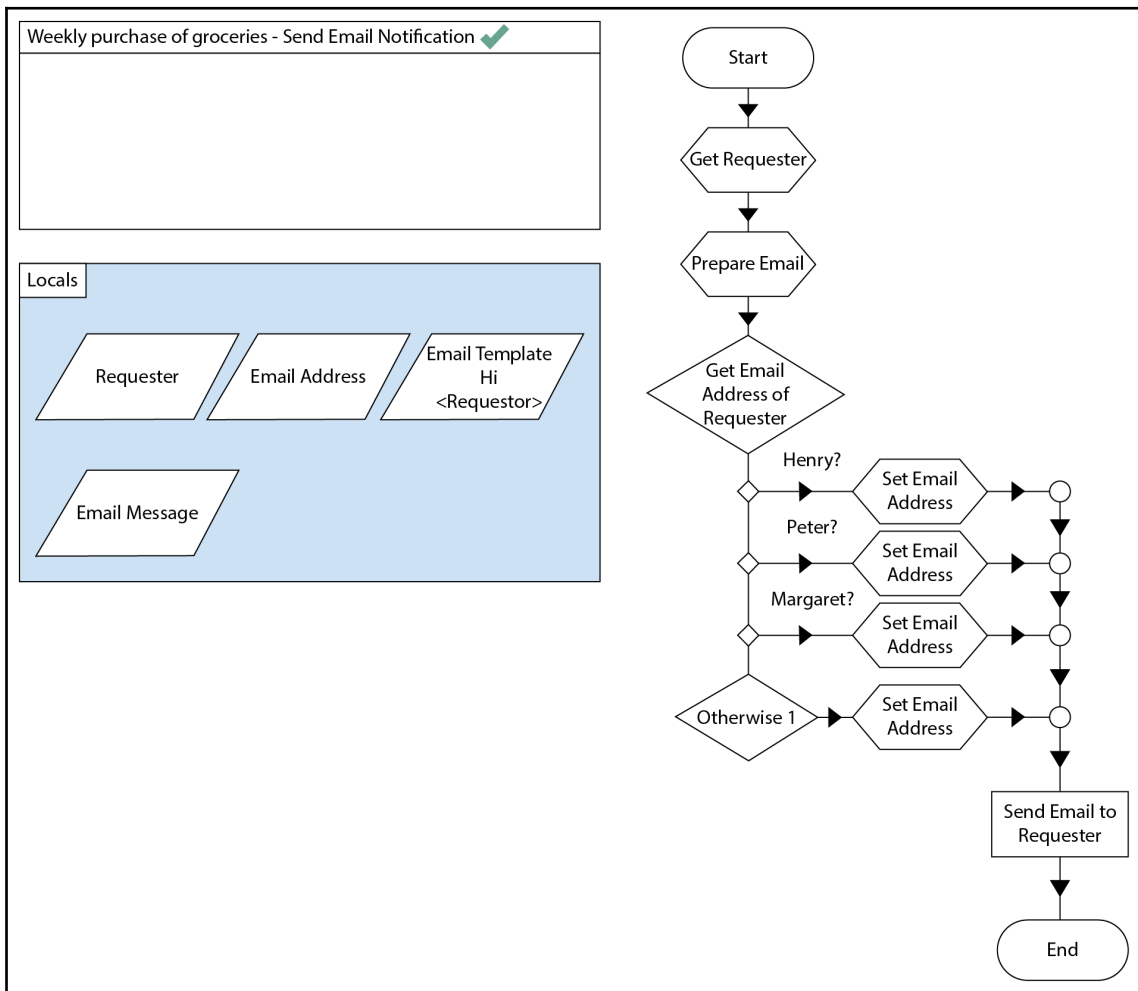 Weekly purchase of groceries - Send Email Notification
Locals
Requester
Email Address
Email Template
Hi
<Requestor>
Email Message
Start
Get Requester
Prepare Email
Get Email
Address of
Requester
Henry?
Set Email
Address
Peter?
Set Email
Address
Margaret?
Set Email
Address
Otherwise 1
Set Email
Address
Send Email to
Requester
End